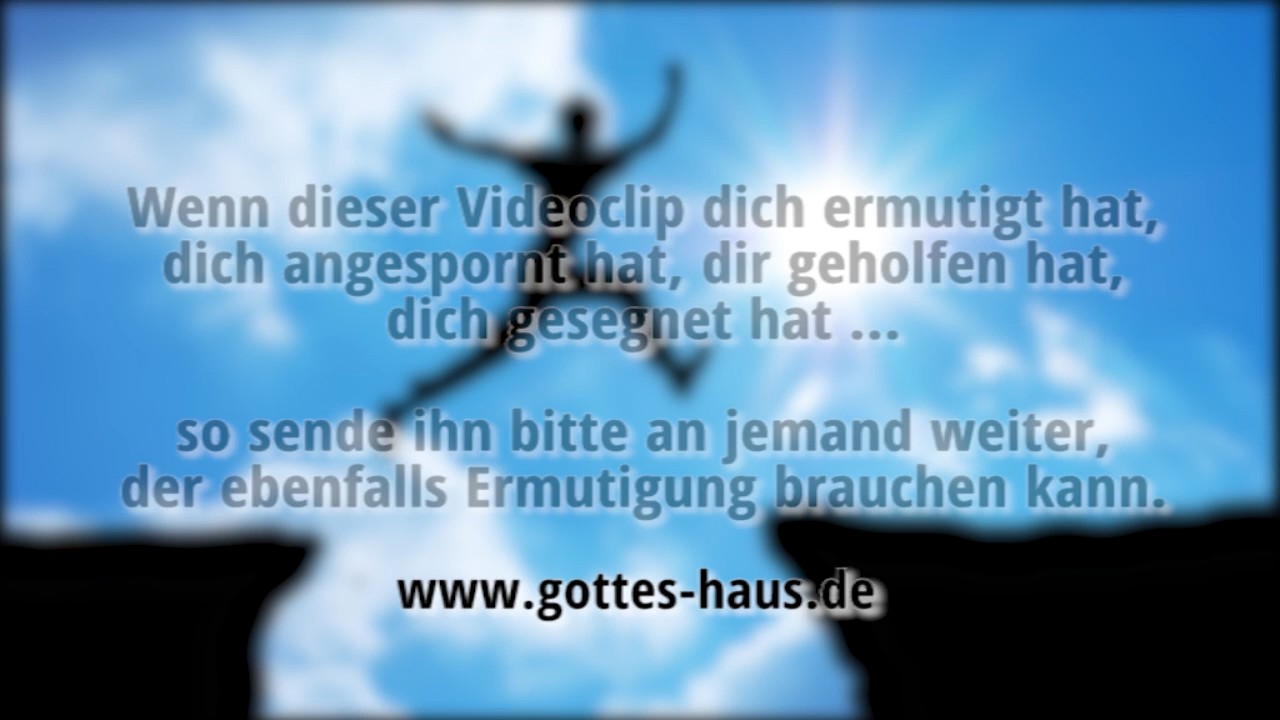 Wenn dieser Videoclip dich ermutigt hat,
dich angespornt hat, dir geholfen hat,
dich gesegnet hat ...
so sende ihn bitte an jemand weiter,
der ebenfalls Ermutigung brauchen kann.
www.gottes-haus.de